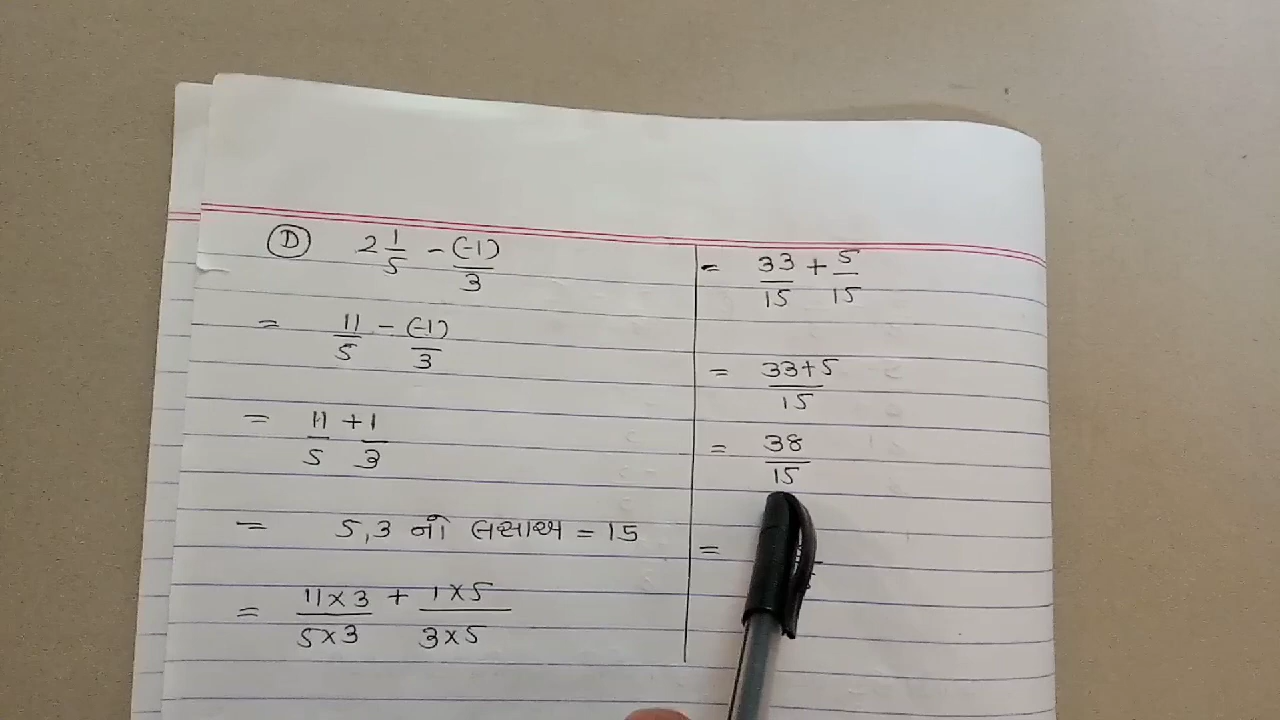 D 2 1/5 - (-1)/3
= 11/5 - (-1)/3
= 11/5 + 1/3
= 5,3 નો લસાઅ = 15
= 11×3/5×3 + 1×5/3×5
= 33/15 + 5/15
= 33+5/15
= 38/15
=